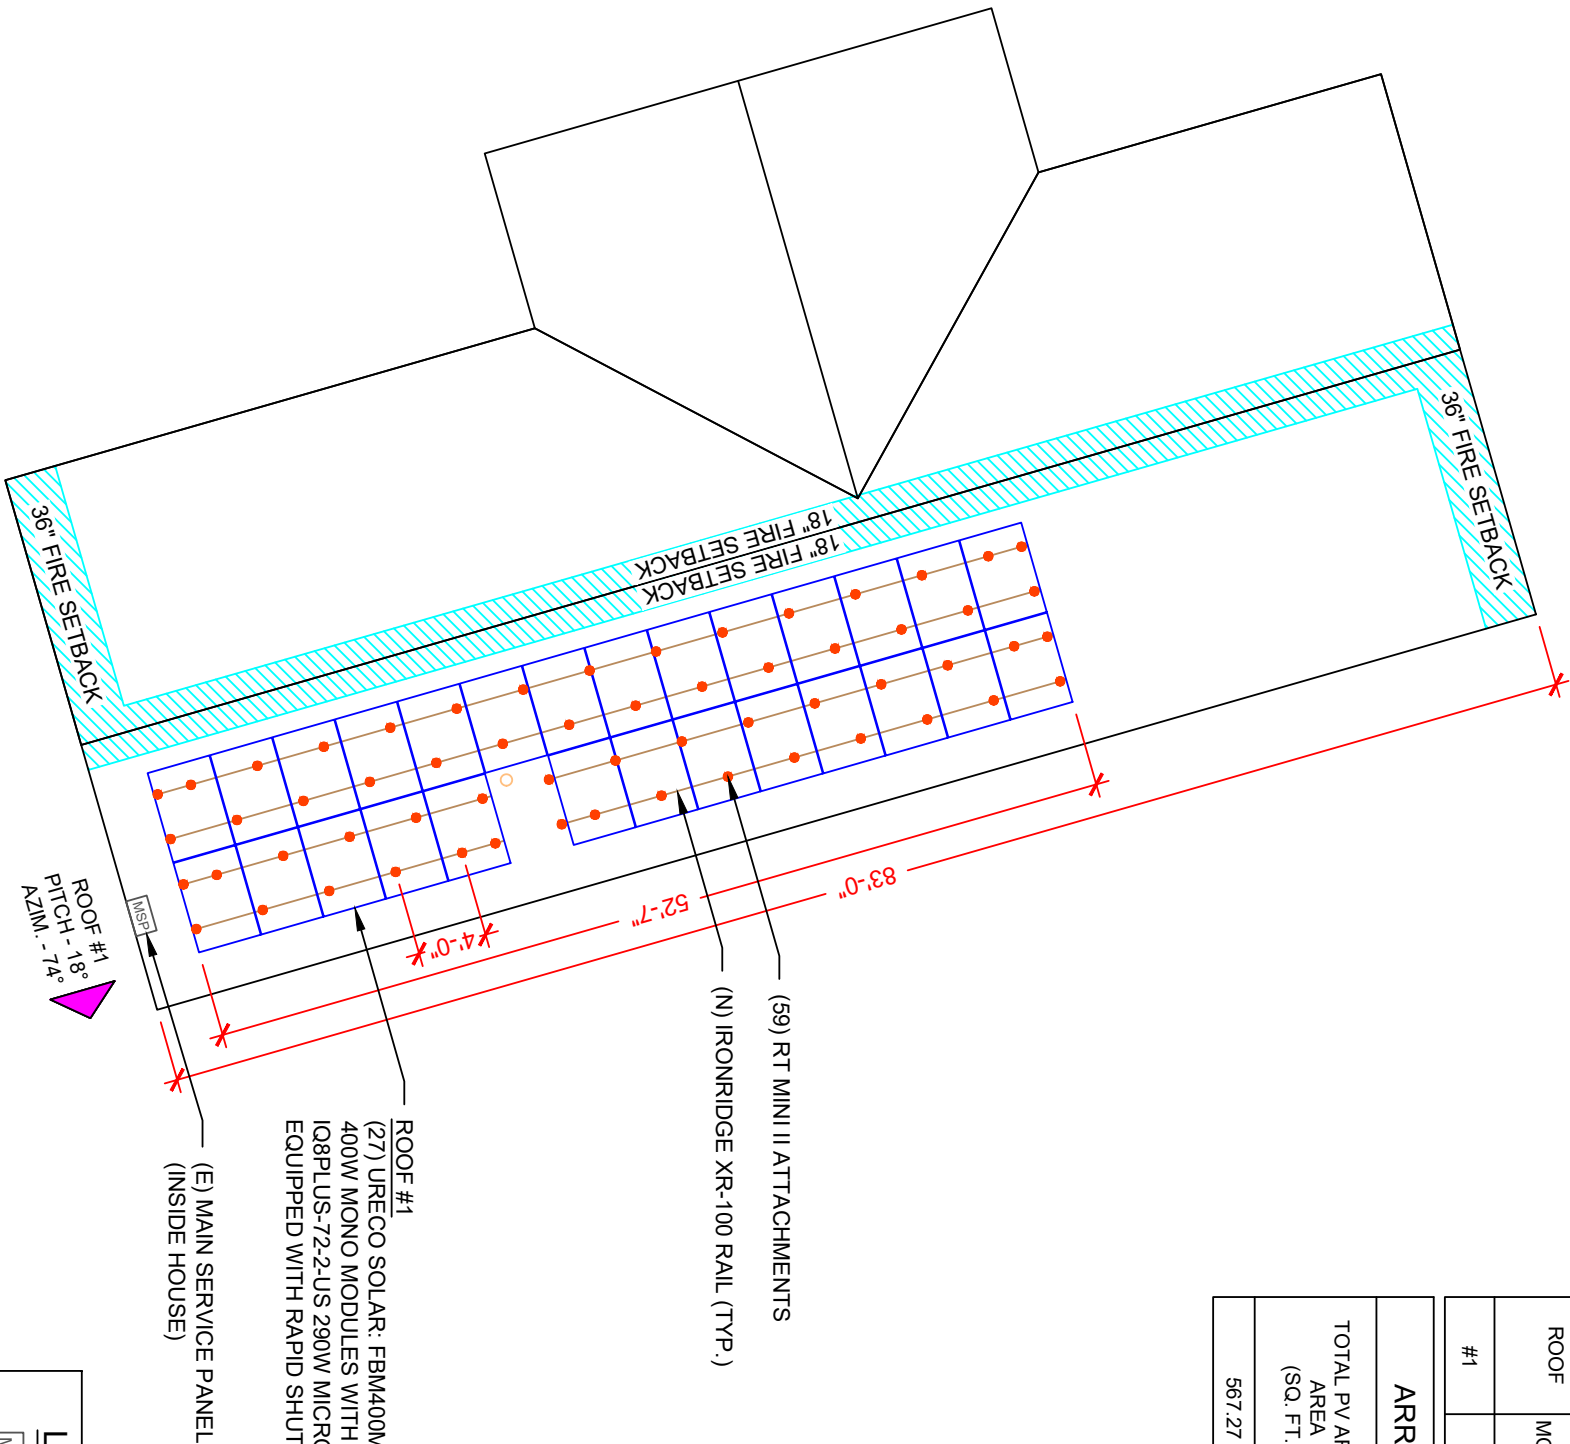 36" FIRE SETBACK
36" FIRE SETBACK
18" FIRE SETBACK
18" FIRE SETBACK
83'-0"
52'-7"
4'-0"
MSP
ROOF #1
PITCH - 18°
AZIM. - 74°
(59) RT MINI II ATTACHMENTS
(N) IRONRIDGE XR-100 RAIL (TYP.)
ROOF #1
(27) URECO SOLAR: FBM400M
400W MONO MODULES WITH
IQ8PLUS-72-2-US 290W MICRO
EQUIPPED WITH RAPID SHUT
(E) MAIN SERVICE PANEL
(INSIDE HOUSE)
ROOF
#1
ARR
TOTAL PV AR
AREA
(SQ. FT.
567.27